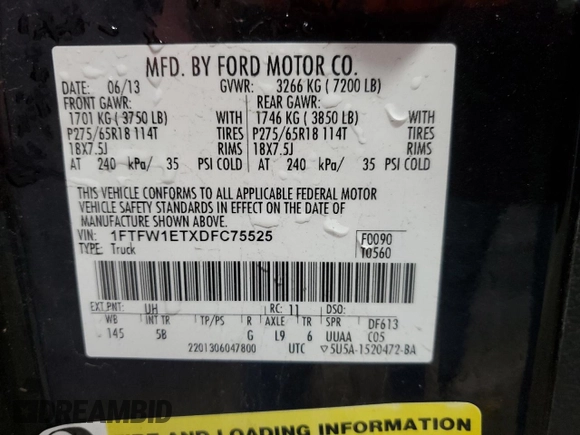 MFD. BY FORD MOTOR CO.
DATE: 06/13 GVWR: 3266 KG ( 7200 LB)
FRONT GAWR: REAR GAWR:
1701 KG ( 3750 LB) 1746 KG ( 3850 LB)
P275/65R18 114T TIRES P275/65R18 114T TIRES
18X7.5J RIMS 18X7.5J RIMS
AT 240 kPa/ 35 PSI COLD AT 240 kPa/ 35 PSI COLD
THIS VEHICLE CONFORMS TO ALL APPLICABLE FEDERAL MOTOR
VEHICLE SAFETY STANDARDS IN EFFECT ON THE DATE OF
MANUFACTURE SHOWN ABOVE.
VIN: 1FTFW1ETXDFC75525 F0090
TYPE: Truck T0560
EXT PNT: UH RC: 11 DSO:
WB INT TR TP/PS R AXLE TR SPR DF613
145 5B G L9 6 UUAA C05
2201306047800 UTC ▽5U5A-1520472-BA
DREAMBID
AND LOADING INFORMATION